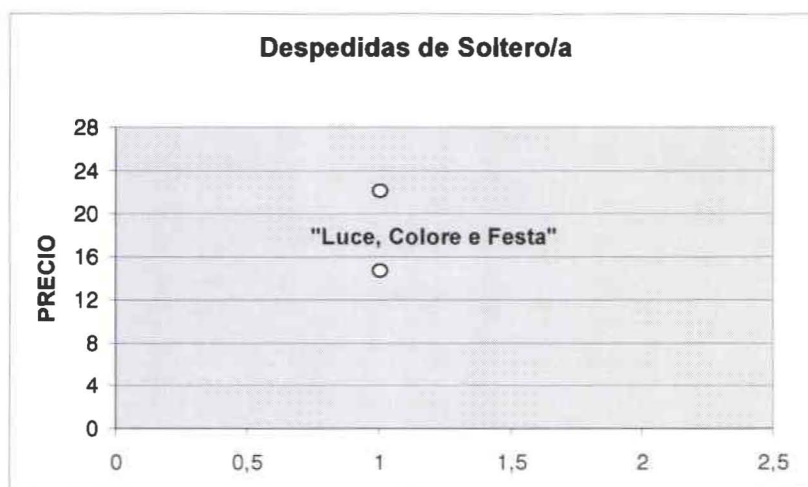 Despedidas de Soltero/a
28
24
20
16
12
8
4
0
PRECIO
"Luce, Colore e Festa"
0 0,5 1 1,5 2 2,5